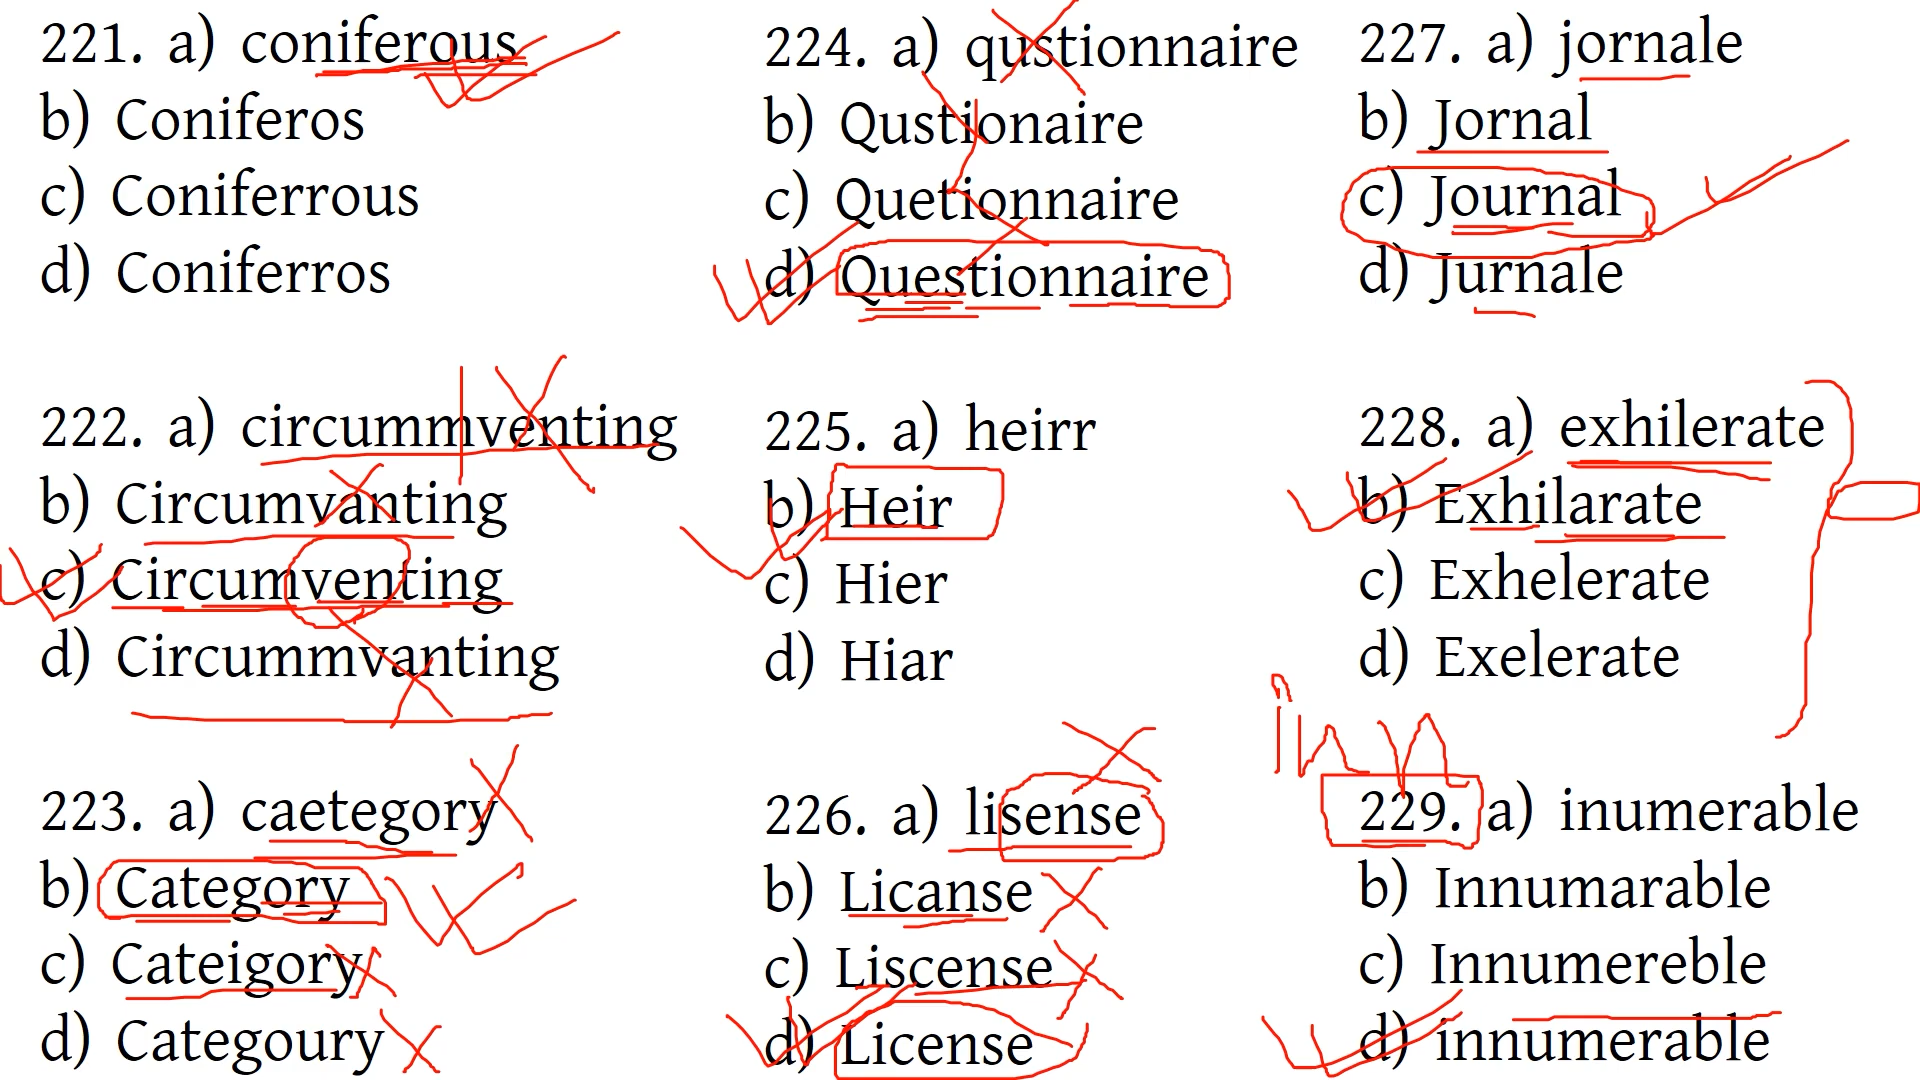 221. a) coniferous
b) Coniferos
c) Coniferrous
d) Coniferros
222. a) circummventing
b) Circumvanting
c) Circumventing
d) Circummvanting
223. a) caetegory
b) Category
c) Cateigory
d) Categoury
224. a) qustionnaire
b) Qustionaire
c) Quetionnaire
d) Questionnaire
225. a) heirr
b) Heir
c) Hier
d) Hiar
226. a) lisense
b) Licanse
c) Liscense
d) License
227. a) jornale
b) Jornal
c) Journal
d) Jurnale
228. a) exhilerate
b) Exhilarate
c) Exhelerate
d) Exelerate
229. a) inumerable
b) Innumarable
c) Innumereble
d) innumerable